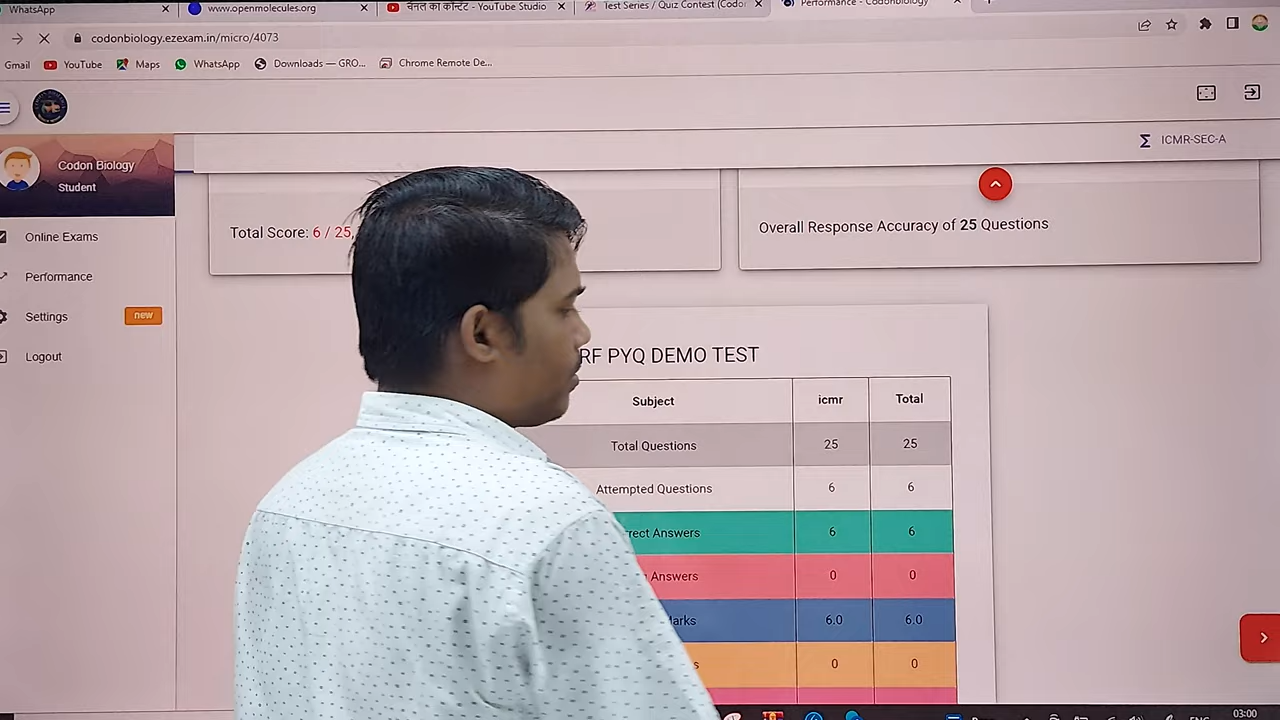 WhatsApp
www.openmolecules.org
चैनल का कॉन्टेंट - YouTube Studio
Test Series / Quiz Contest (Codon
Performance - Codonbiology
codonbiology.ezexam.in/micro/4073
Gmail
YouTube
Maps
WhatsApp
Downloads — GRO...
Chrome Remote De...
ICMR-SEC-A
Codon Biology
Student
Online Exams
Performance
Settings
new
Logout
Total Score: 6 / 25,
Overall Response Accuracy of 25 Questions
RF PYQ DEMO TEST
Subject icmr Total
Total Questions 25 25
Attempted Questions 6 6
rect Answers 6 6
Answers 0 0
Marks 6.0 6.0
s 0 0
ENG
03:00